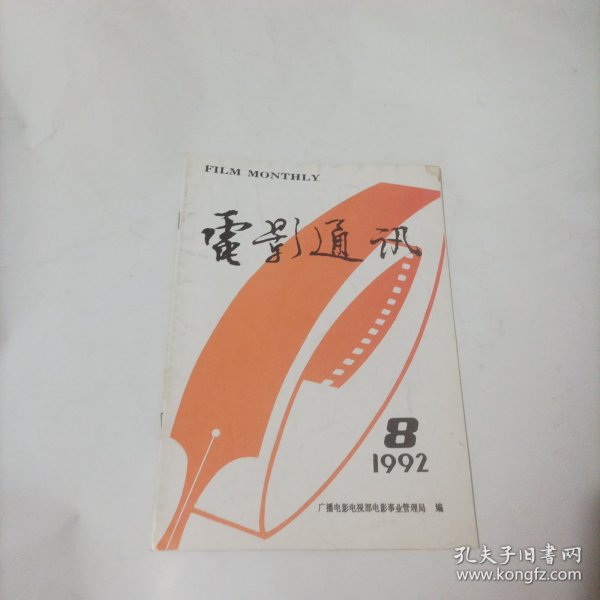 FILM MONTHLY
電影通訊
8
1992
广播电影电视部电影事业管理局 编
孔夫子旧书网
www.kongfz.com